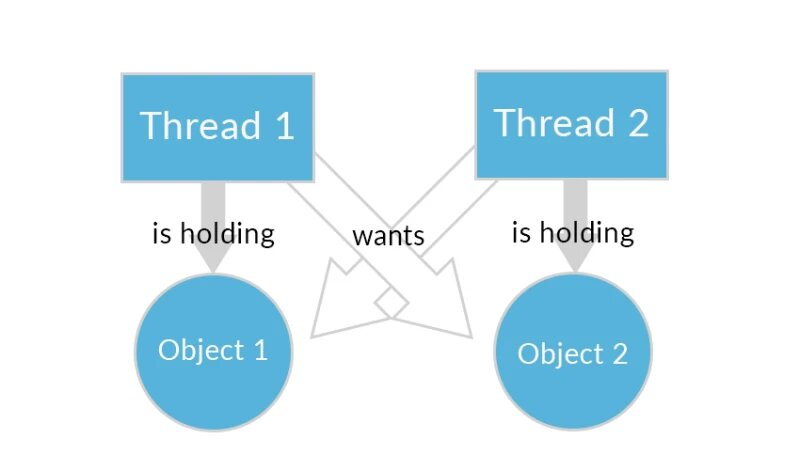 Thread 1
Thread 2
is holding
wants
is holding
Object 1
Object 2